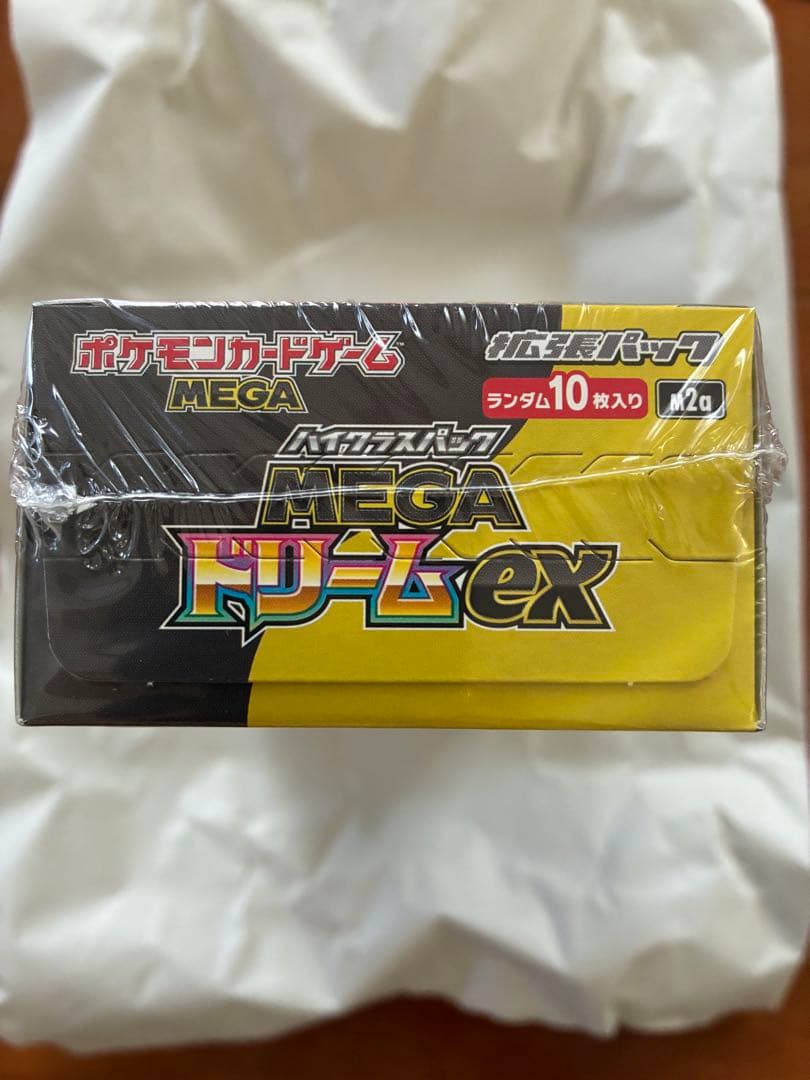 ポケモンカードゲーム™
MEGA
拡張パック
ランダム10枚入り
M2a
ハイクラスパック
MEGA
ドリームex